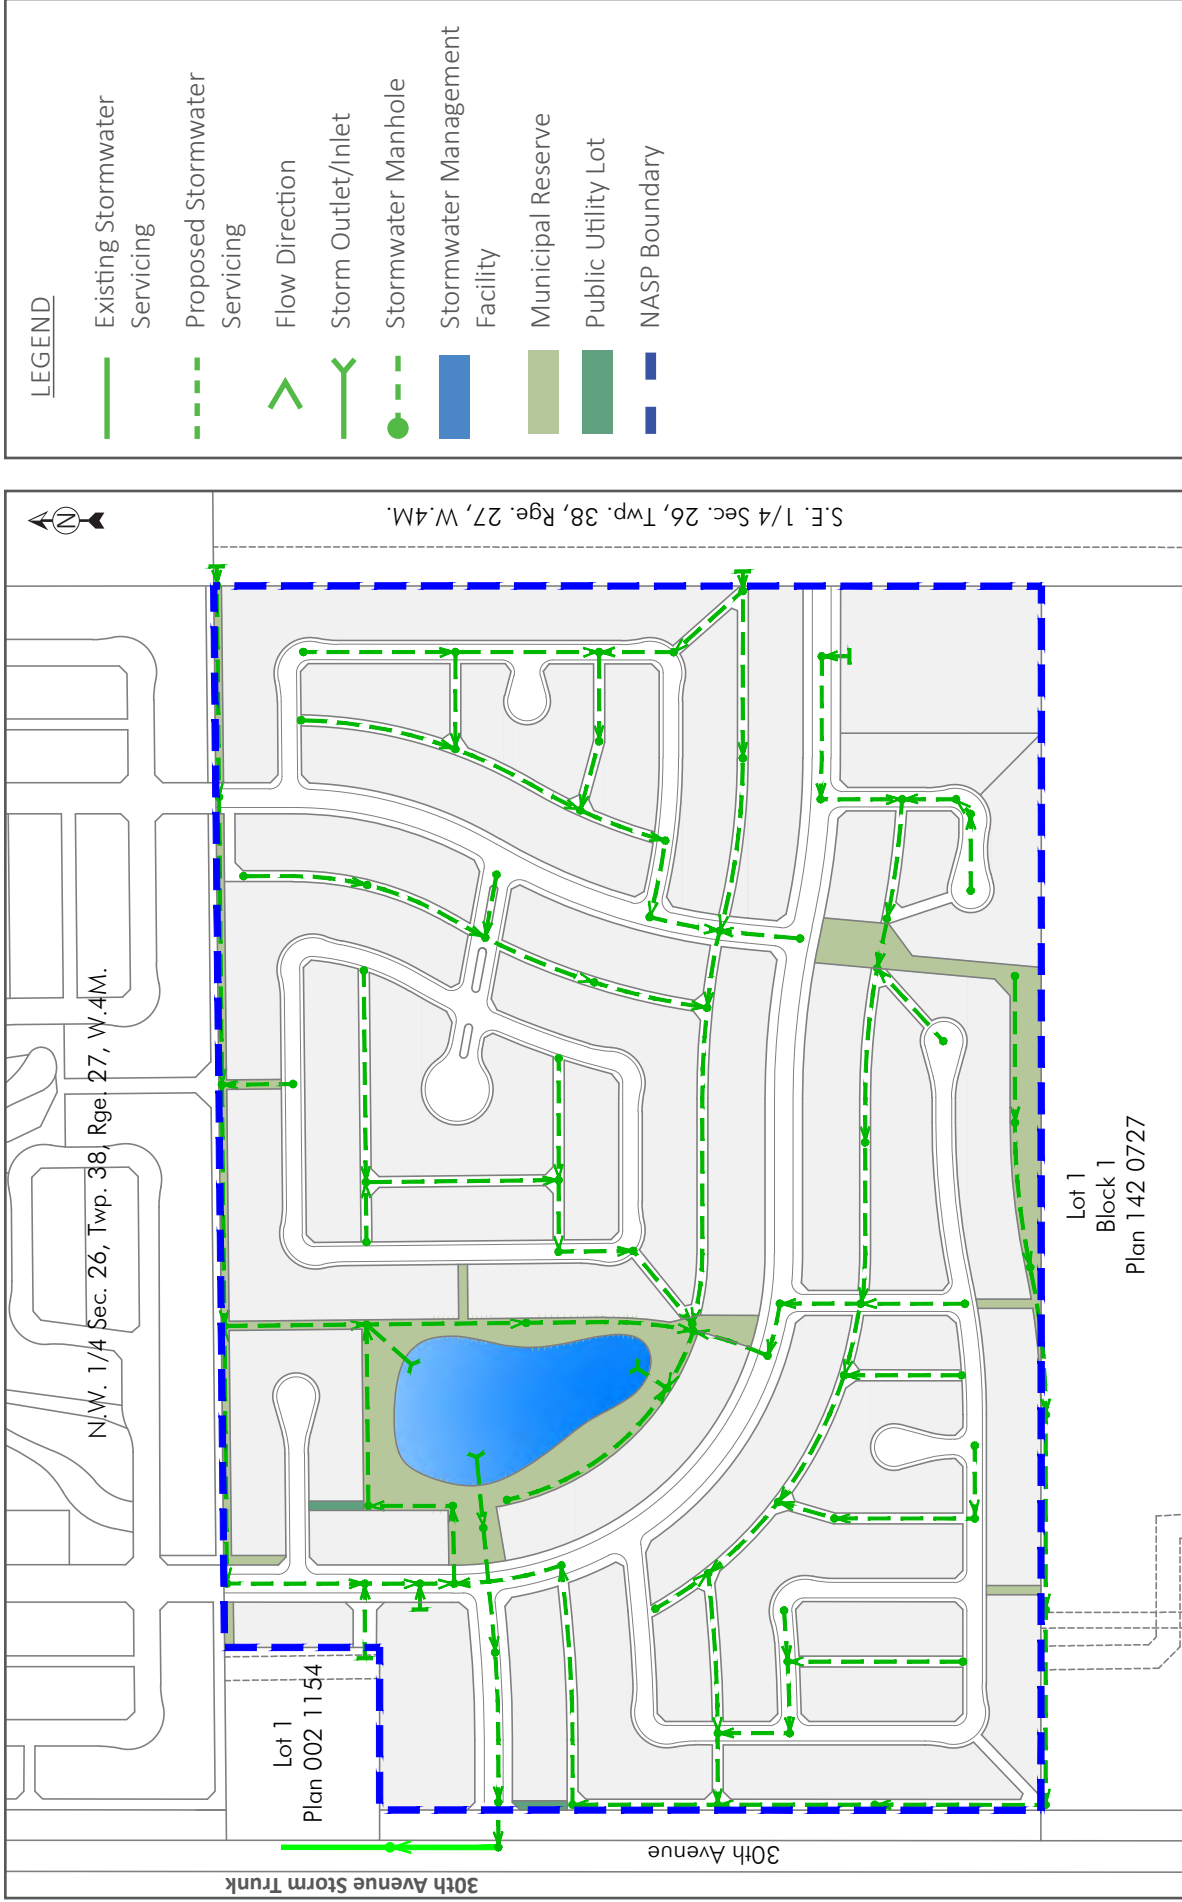 LEGEND
Existing Stormwater
Servicing
Proposed Stormwater
Servicing
Flow Direction
Storm Outlet/Inlet
Stormwater Manhole
Stormwater Management
Facility
Municipal Reserve
Public Utility Lot
NASP Boundary
N
N.W. 1/4 Sec. 26, Twp. 38, Rge. 27, W.4M.
S.E. 1/4 Sec. 26, Twp. 38, Rge. 27, W.4M.
Lot 1
Plan 002 1154
Lot 1
Block 1
Plan 142 0727
30th Avenue
30th Avenue Storm Trunk